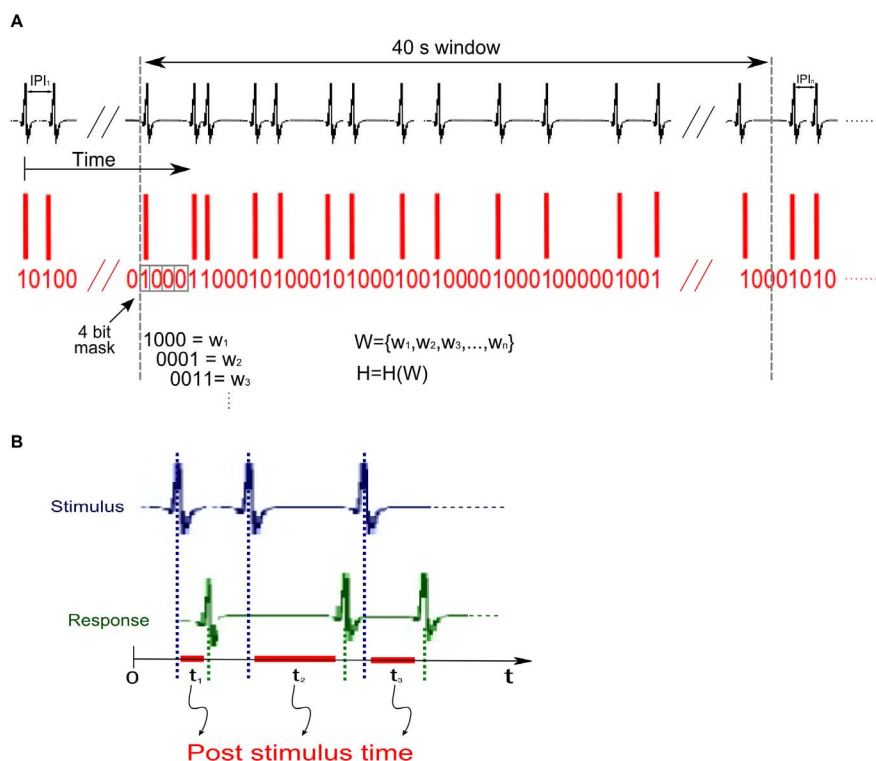 A
40 s window
IPI₁
IPIₙ
Time
10100 // 01000110001010001010001001000010001000001001 // 10001010 ......
4 bit
mask
1000 = w₁
0001 = w₂
0011= w₃
W={w₁,w₂,w₃,...,wₙ}
H=H(W)
B
Stimulus
Response
0
t₁
t₂
t₃
t
Post stimulus time